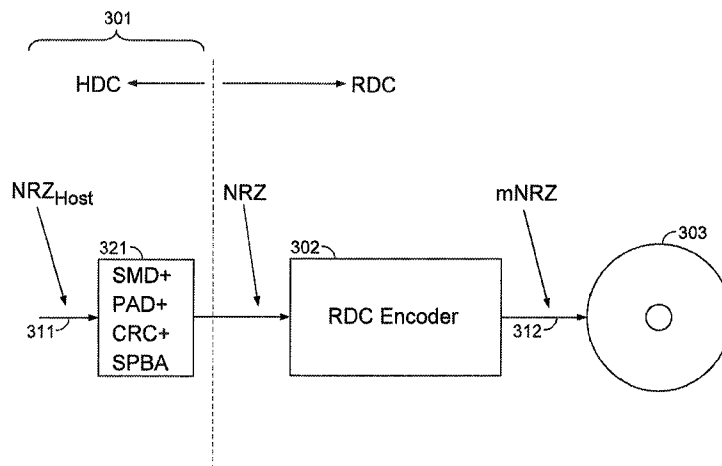 301
HDC
RDC
NRZHost
NRZ
mNRZ
321
302
303
SMD+
PAD+
CRC+
SPBA
RDC Encoder
311
312